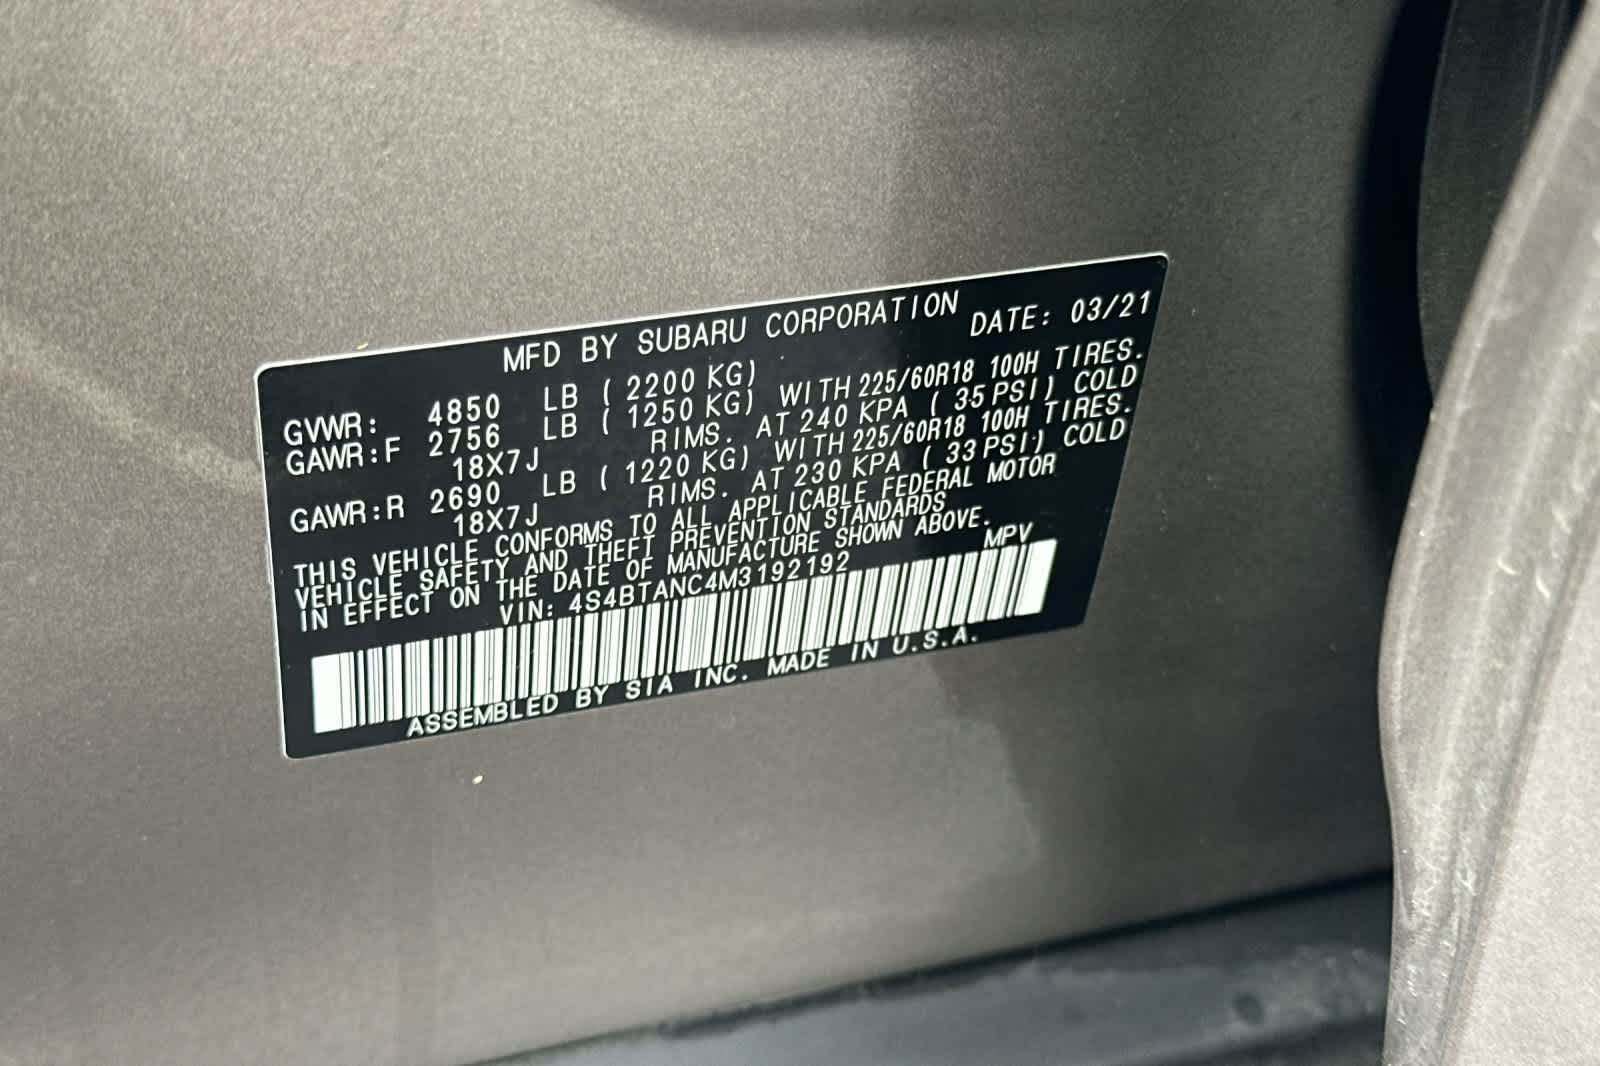 MFD BY SUBARU CORPORATION DATE: 03/21
GVWR: 4850 LB ( 2200 KG)
GAWR:F 2756 LB ( 1250 KG) WITH 225/60R18 100H TIRES.
18X7J RIMS. AT 240 KPA ( 35 PSI) COLD
GAWR:R 2690 LB ( 1220 KG) WITH 225/60R18 100H TIRES.
18X7J RIMS. AT 230 KPA ( 33 PSI) COLD
THIS VEHICLE CONFORMS TO ALL APPLICABLE FEDERAL MOTOR
VEHICLE SAFETY AND THEFT PREVENTION STANDARDS
IN EFFECT ON THE DATE OF MANUFACTURE SHOWN ABOVE.
VIN: 4S4BTANC4M3192192 MPV
ASSEMBLED BY SIA INC. MADE IN U.S.A.